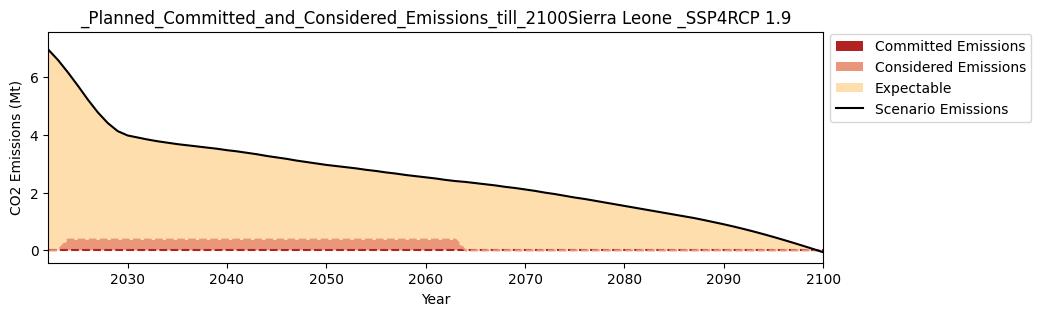 _Planned_Committed_and_Considered_Emissions_till_2100Sierra Leone _SSP4RCP 1.9
Committed Emissions
Considered Emissions
Expectable
Scenario Emissions
CO2 Emissions (Mt)
6
4
2
0
2030 2040 2050 2060 2070 2080 2090 2100
Year